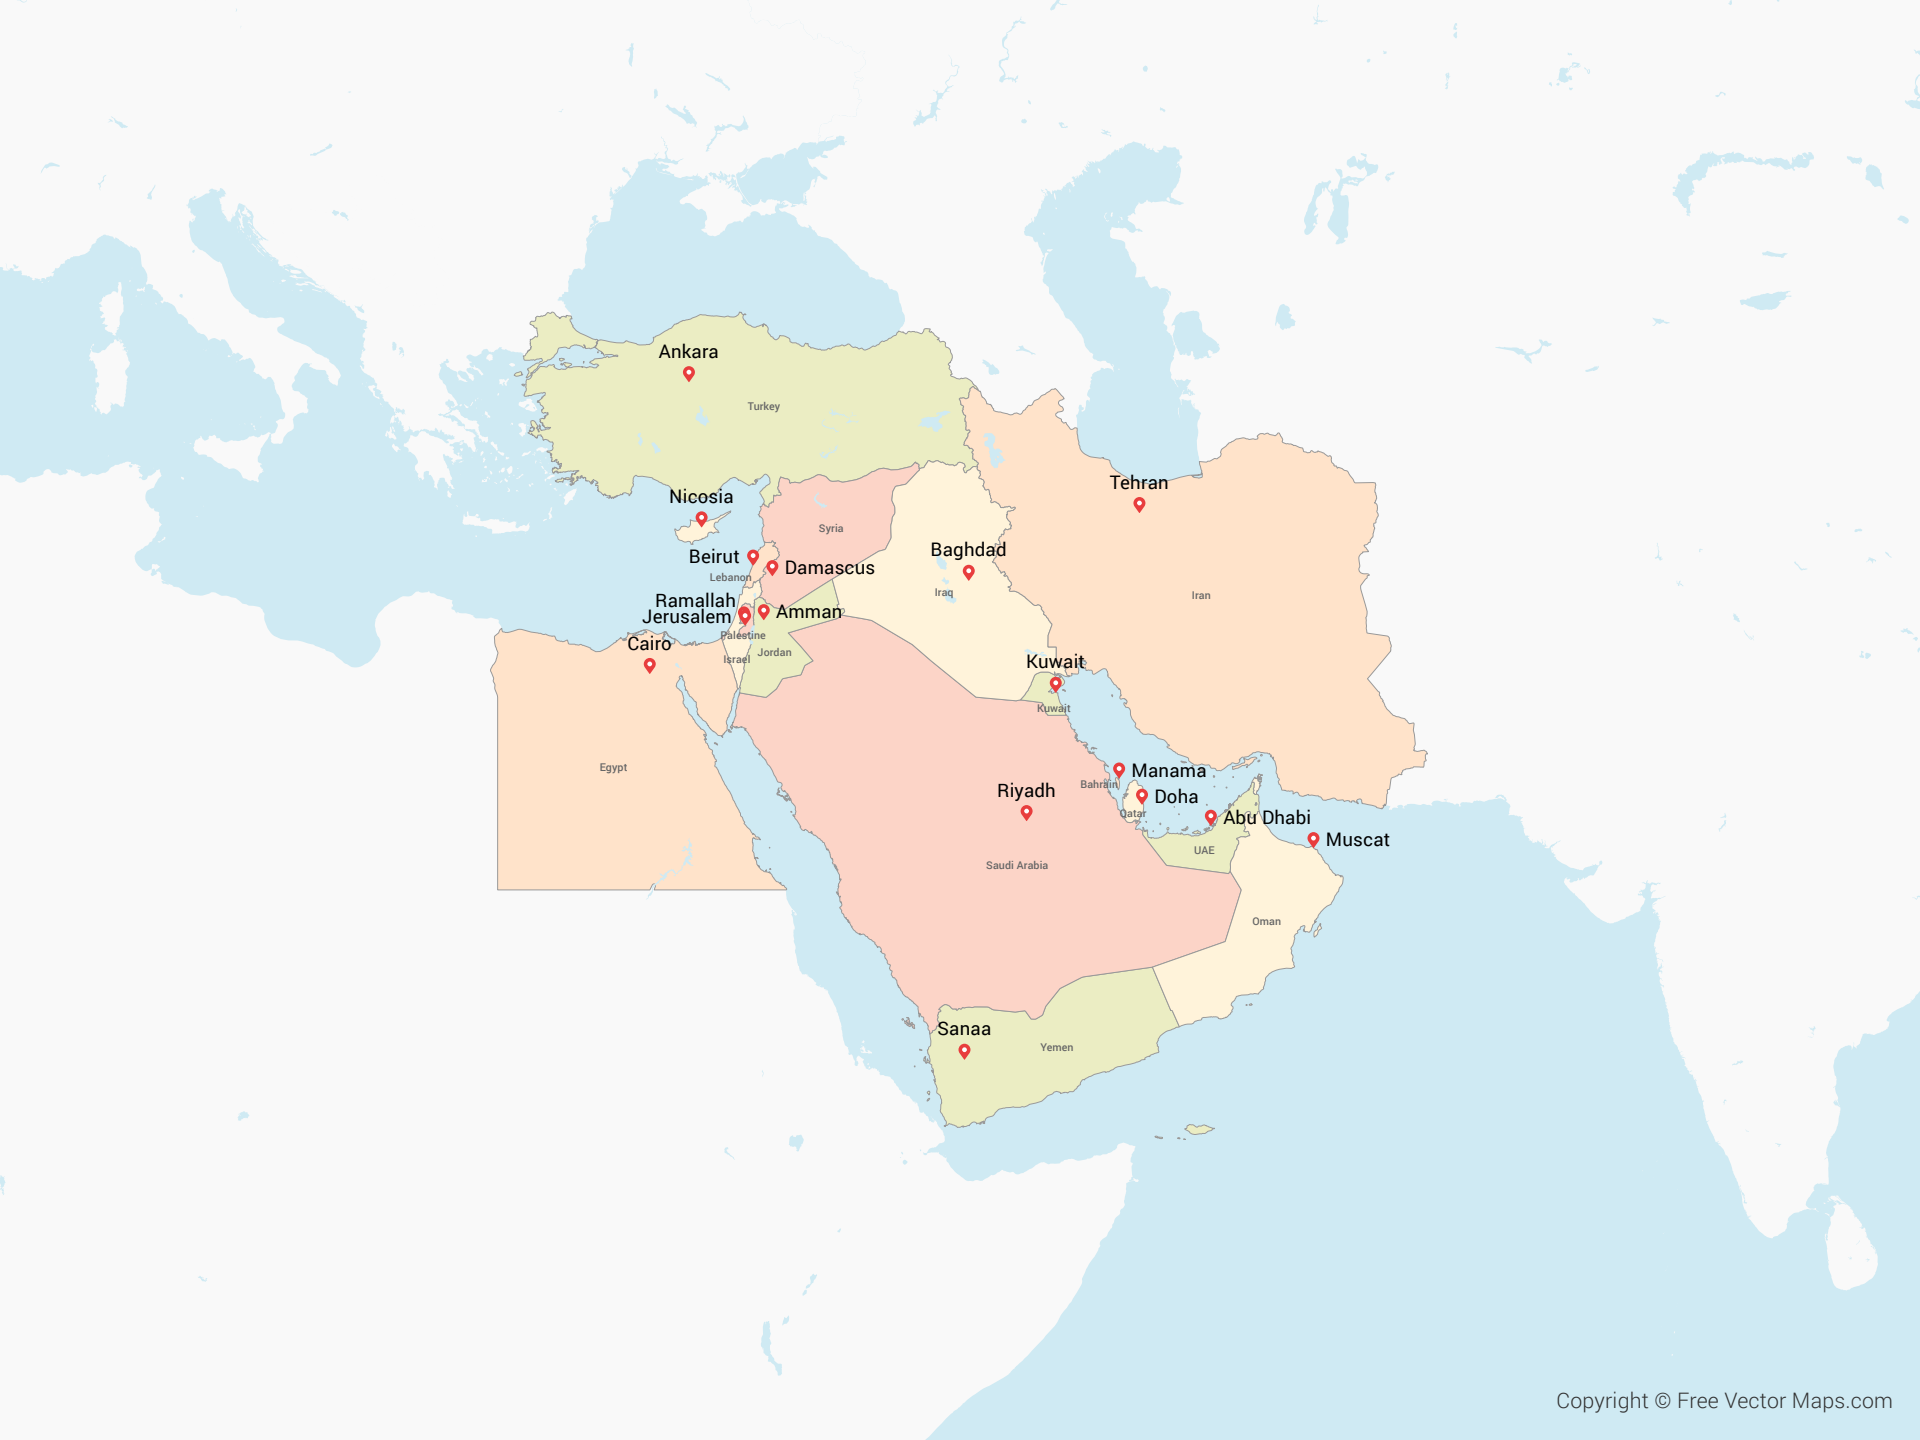 Ankara
Turkey
Tehran
Nicosia
Syria
Baghdad
Beirut
Damascus
Lebanon
Iraq
Iran
Ramallah
Jerusalem
Amman
Palestine
Cairo
Jordan
Israel
Kuwait
Kuwait
Egypt
Manama
Bahrain
Riyadh
Doha
Qatar
Abu Dhabi
Muscat
UAE
Saudi Arabia
Oman
Sanaa
Yemen
Copyright © Free Vector Maps.com